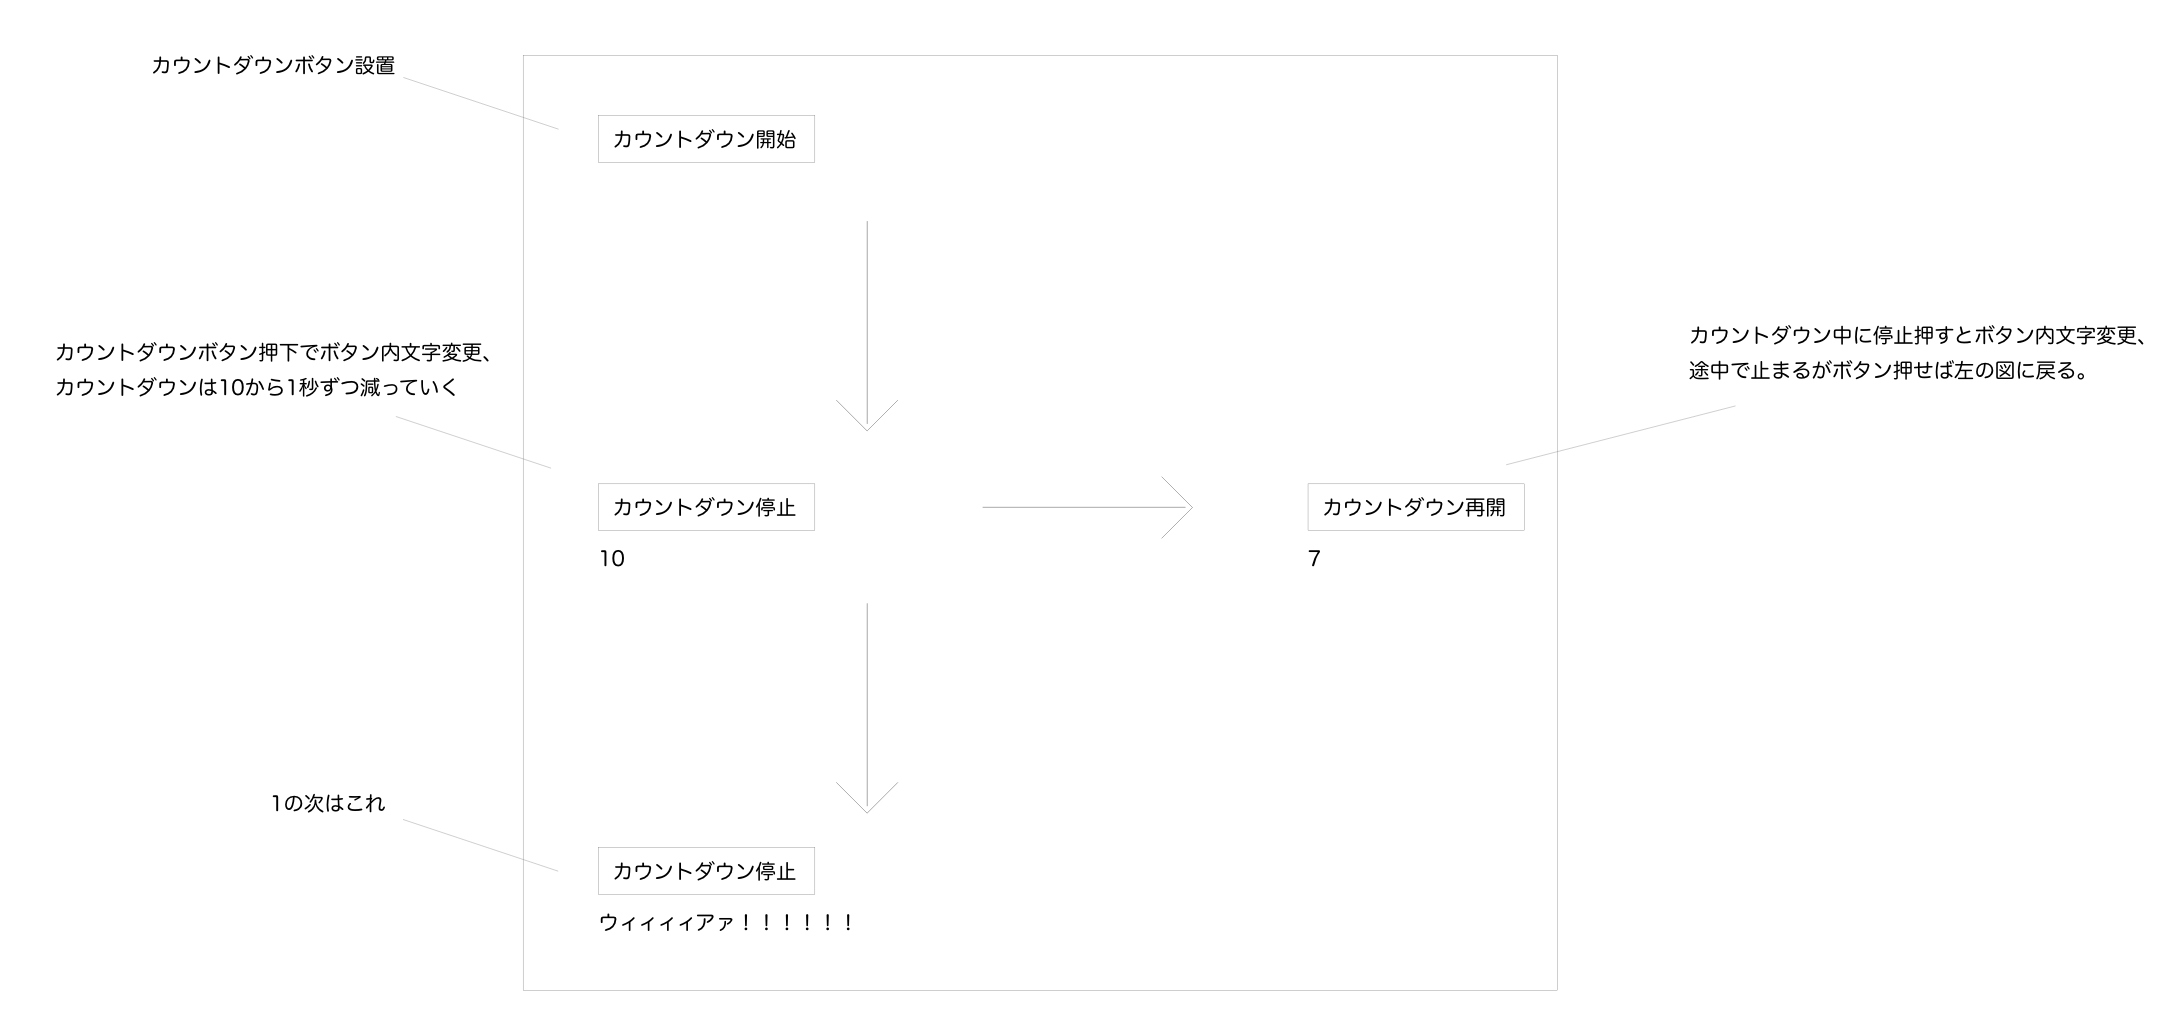 カウントダウンボタン設置
カウントダウン開始
カウントダウンボタン押下でボタン内文字変更、
カウントダウンは10から1秒ずつ減っていく
カウントダウン中に停止押すとボタン内文字変更、
途中で止まるがボタン押せば左の図に戻る。
カウントダウン停止
10
カウントダウン再開
7
1の次はこれ
カウントダウン停止
ウィィィィアァ！！！！！！